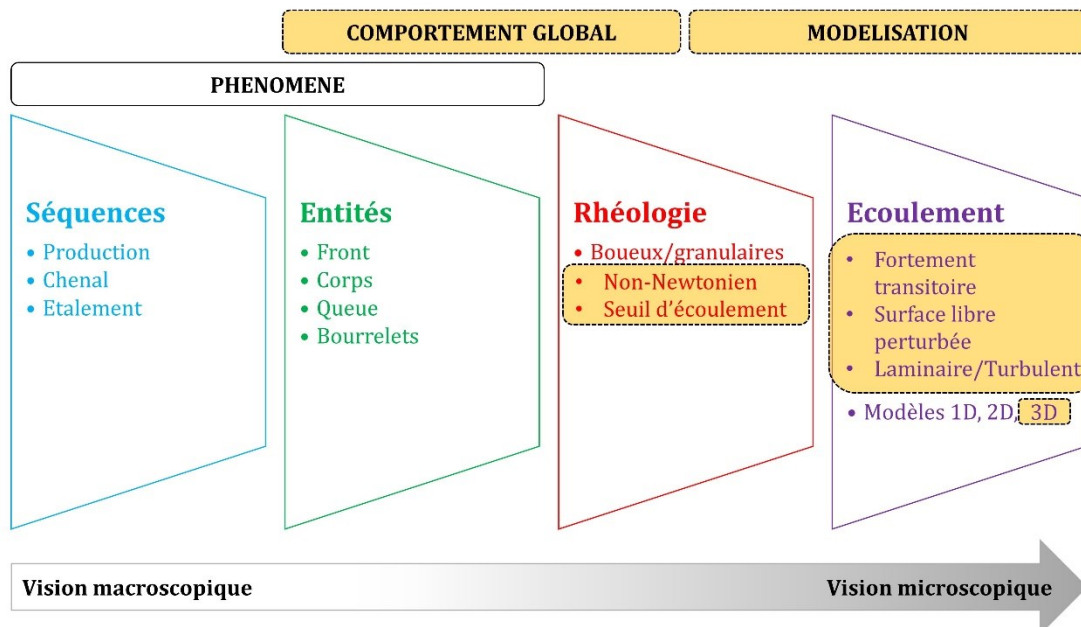 COMPORTEMENT GLOBAL
MODELISATION
PHENOMENE
Séquences
• Production
• Chenal
• Etalement
Entités
• Front
• Corps
• Queue
• Bourrelets
Rhéologie
• Boueux/granulaires
• Non-Newtonien
• Seuil d'écoulement
Ecoulement
• Fortement
transitoire
• Surface libre
perturbée
• Laminaire/Turbulent
• Modèles 1D, 2D, 3D
Vision macroscopique
Vision microscopique